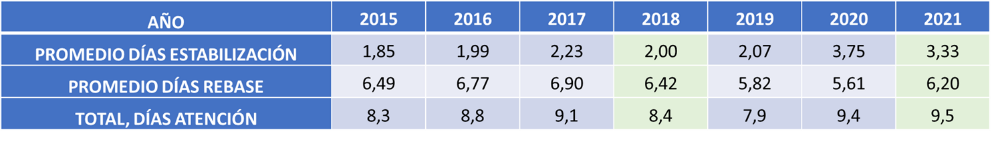 AÑO 2015 2016 2017 2018 2019 2020 2021
PROMEDIO DÍAS ESTABILIZACIÓN 1,85 1,99 2,23 2,00 2,07 3,75 3,33
PROMEDIO DÍAS REBASE 6,49 6,77 6,90 6,42 5,82 5,61 6,20
TOTAL, DÍAS ATENCIÓN 8,3 8,8 9,1 8,4 7,9 9,4 9,5